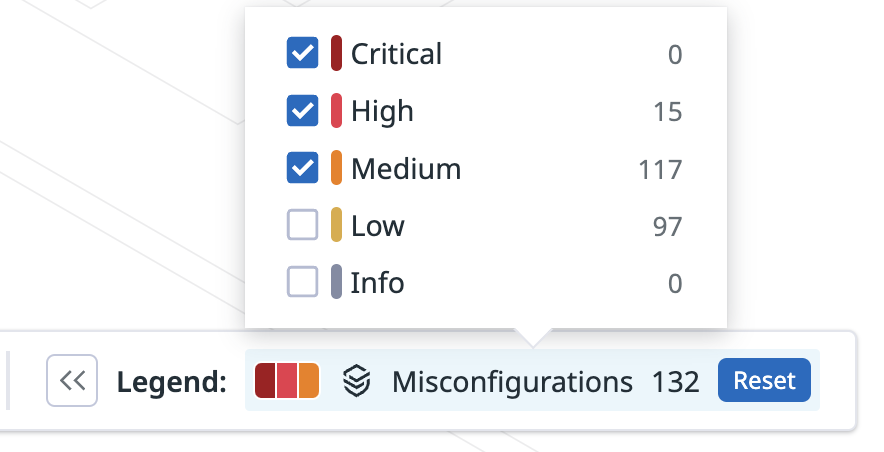 Critical 0
High 15
Medium 117
Low 97
Info 0
Legend: Misconfigurations 132 Reset